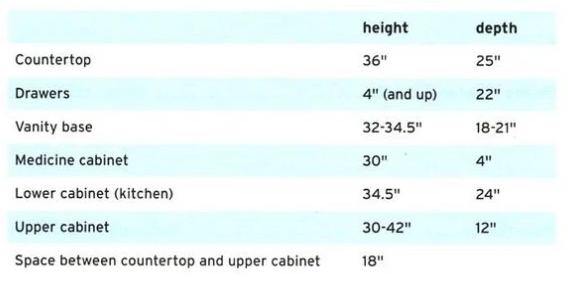 height depth
Countertop 36" 25"
Drawers 4" (and up) 22"
Vanity base 32-34.5" 18-21"
Medicine cabinet 30" 4"
Lower cabinet (kitchen) 34.5" 24"
Upper cabinet 30-42" 12"
Space between countertop and upper cabinet 18"